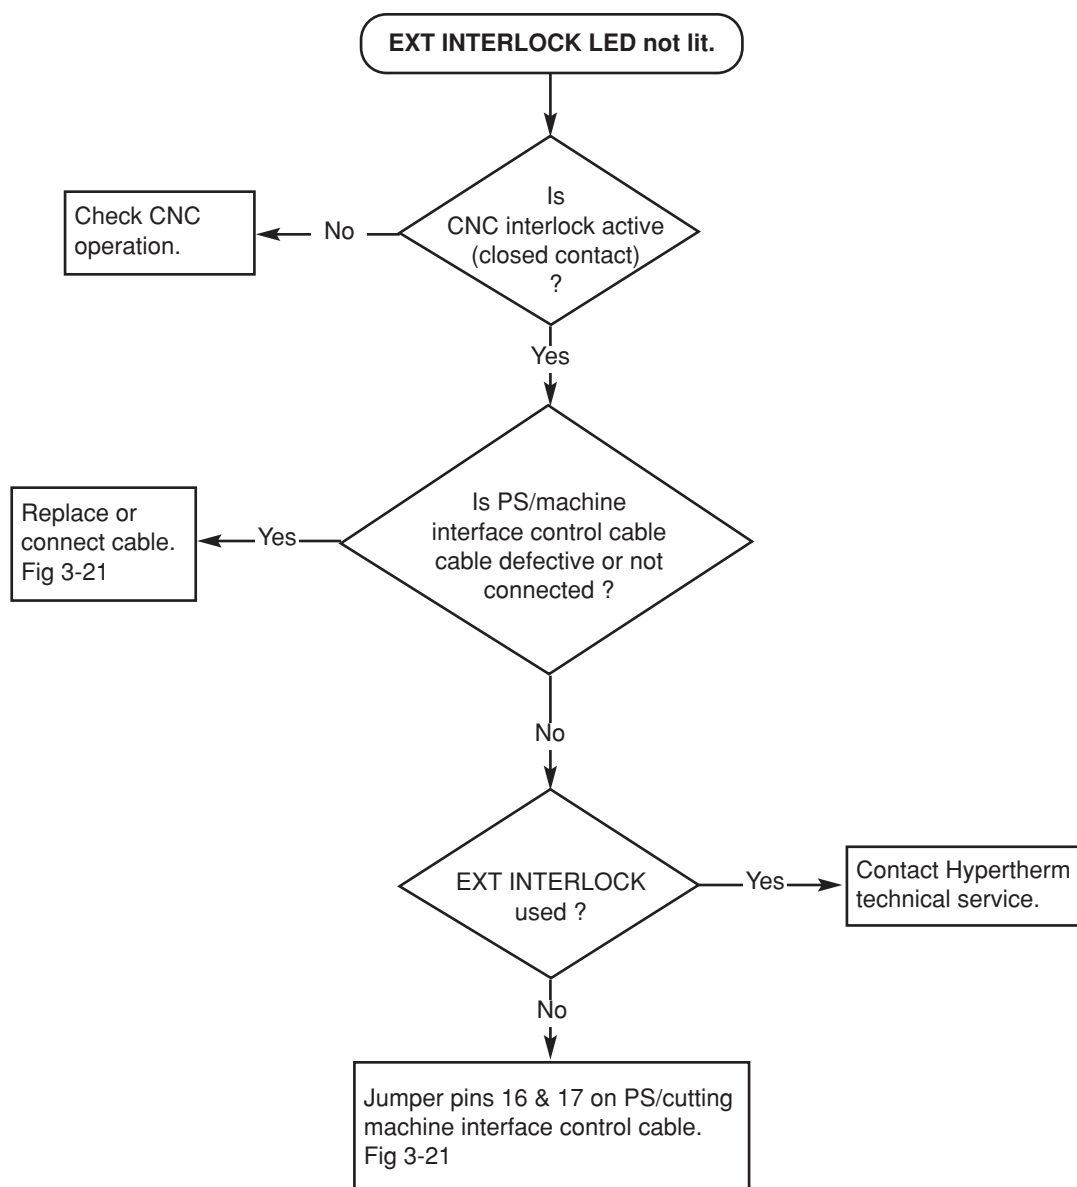 EXT INTERLOCK LED not lit.
Is
CNC interlock active
(closed contact)
?
No
Check CNC
operation.
Yes
Is PS/machine
interface control cable
cable defective or not
connected ?
Yes
Replace or
connect cable.
Fig 3-21
No
EXT INTERLOCK
used ?
Yes
Contact Hypertherm
technical service.
No
Jumper pins 16 & 17 on PS/cutting
machine interface control cable.
Fig 3-21